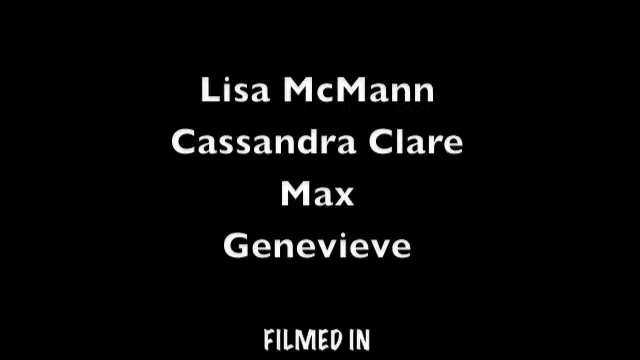 Lisa McMann
Cassandra Clare
Max
Genevieve
FILMED IN